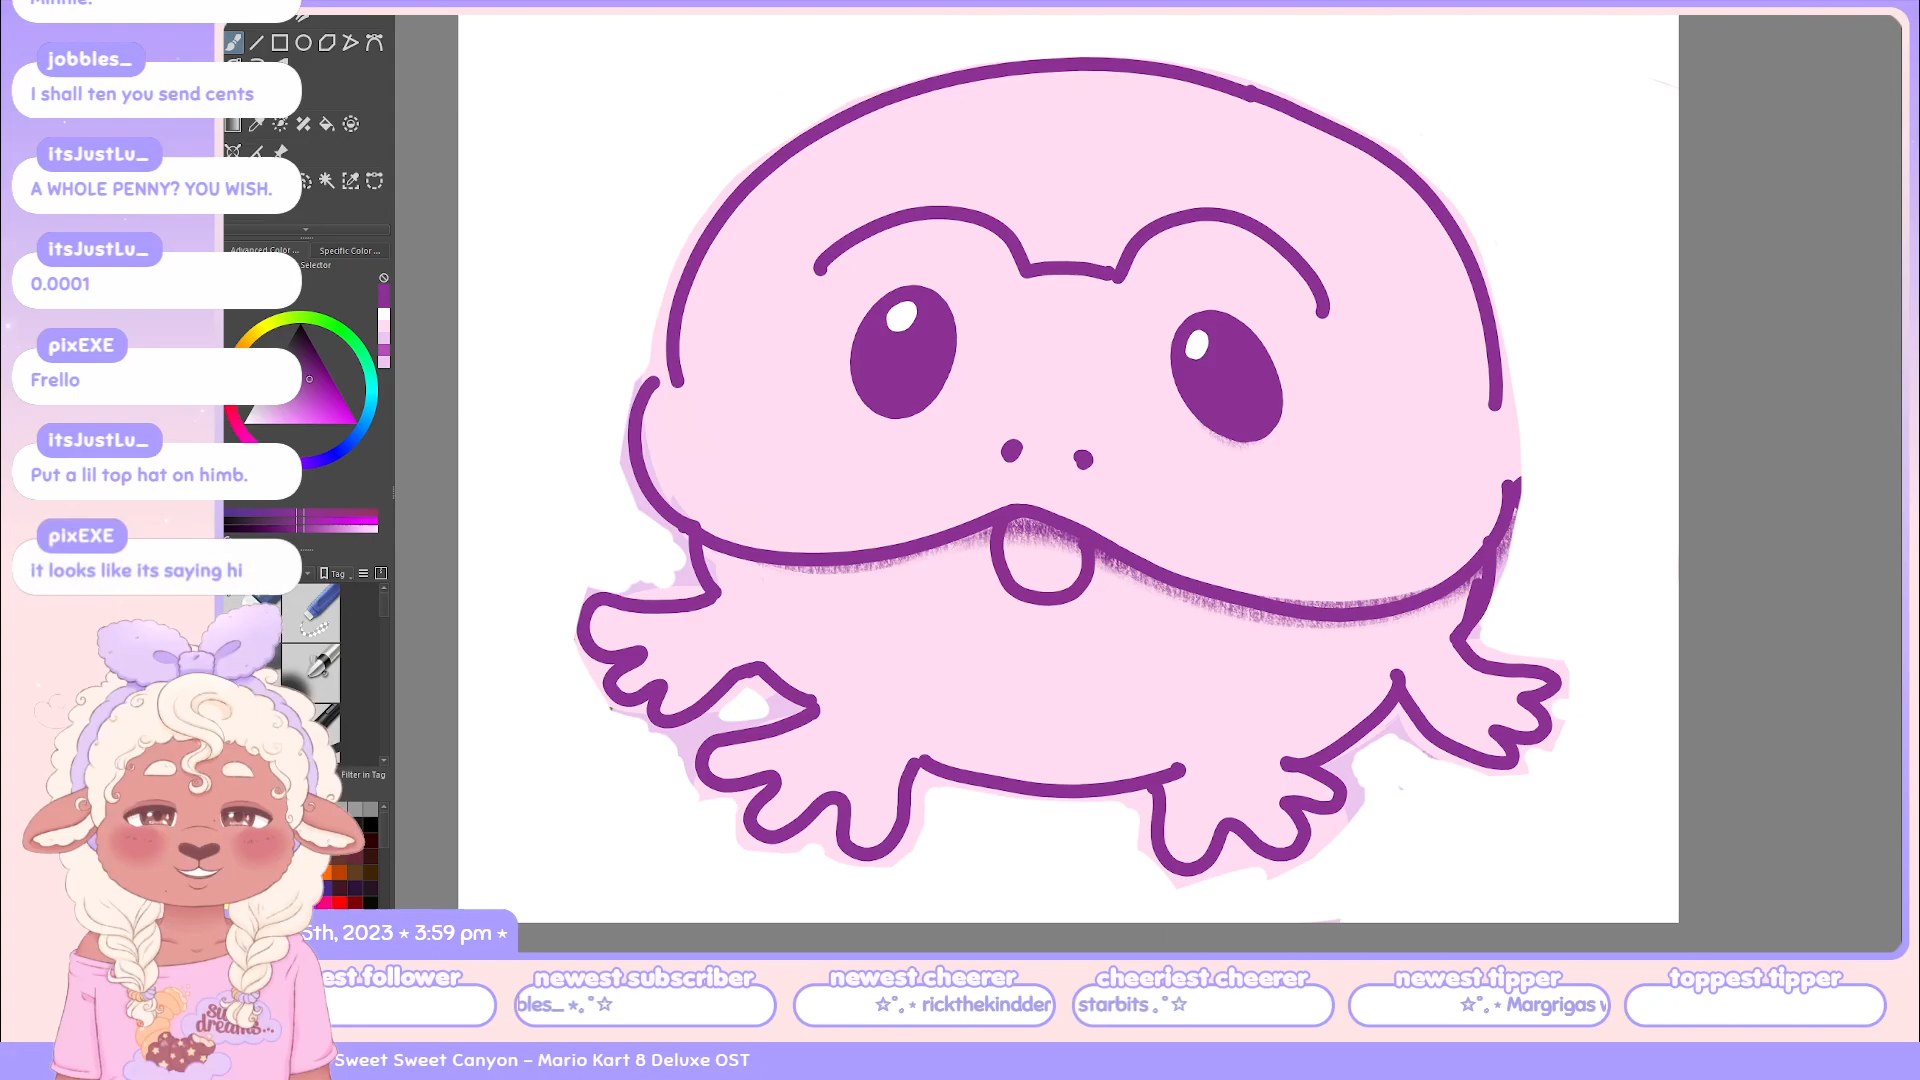 Minnie.
jobbles_
I shall ten you send cents
itsJustLu_
A WHOLE PENNY? YOU WISH.
itsJustLu_
0.0001
pixEXE
Frello
itsJustLu_
Put a lil top hat on himb.
pixEXE
it looks like its saying hi
Advanced Color ...
Specific Color ...
Selector
Tag
Filter in Tag
5th, 2023 ⋆ 3:59 pm ⋆
est follower
newest subscriber
bles_ ⋆.˚☆
newest cheerer
☆˚.⋆ rickthekindder
cheeriest cheerer
starbits .˚☆
newest tipper
☆˚.⋆ Margrigas
toppest tipper
dreams...
Sweet Sweet Canyon – Mario Kart 8 Deluxe OST